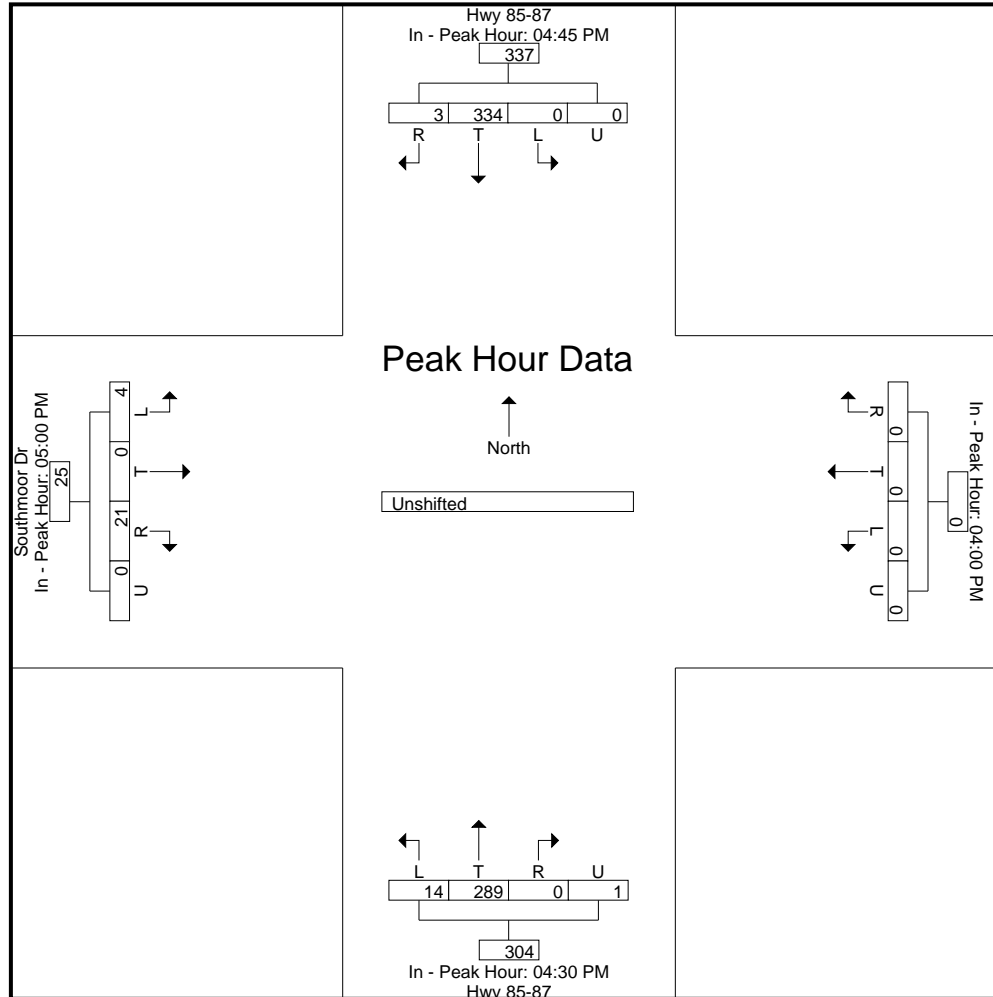 Hwy 85-87
In - Peak Hour: 04:45 PM
337
3 334 0 0
R T L U
Peak Hour Data
North
Unshifted
Southmoor Dr
In - Peak Hour: 05:00 PM
25
4 0 21 0
L T R U
In - Peak Hour: 04:00 PM
0
0 0 0 0
R T L U
L T R U
14 289 0 1
304
In - Peak Hour: 04:30 PM
Hwy 85-87